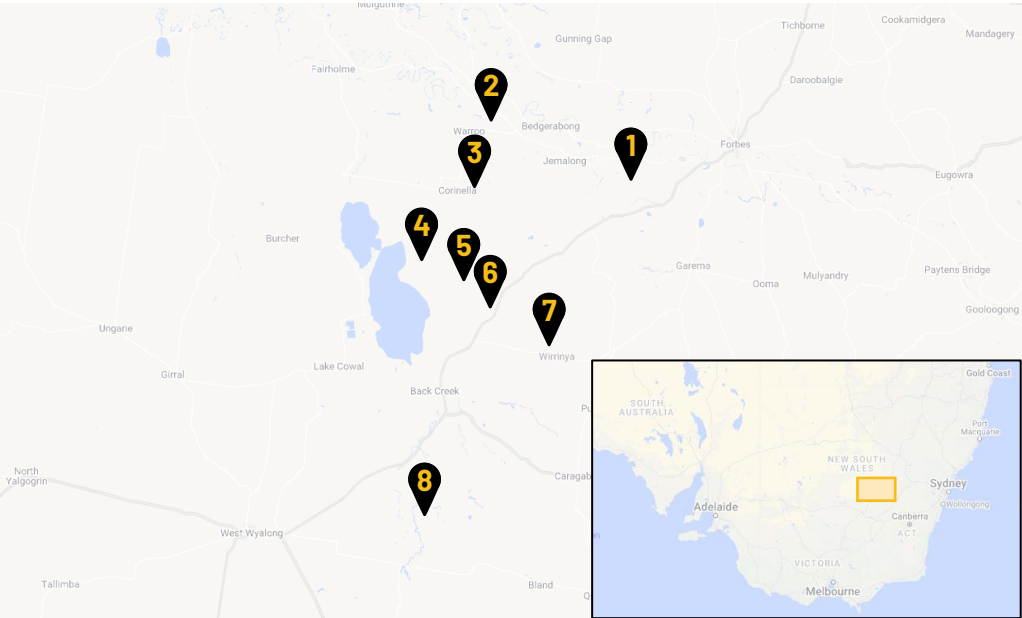 Mulguthrie
Cookamidgera
Tichborne
Mandagery
Gunning Gap
Fairholme
Daroobalgie
2
Warroo
Bedgerabong
1
Forbes
3
Jemalong
Eugowra
Corinella
4
Burcher
5
6
Garema
Mulyandry
Paytens Bridge
Ooma
7
Gooloogong
Ungarie
Wirrinya
Lake Cowal
Girral
Back Creek
8
North
Yalgogrin
Caragab
West Wyalong
Tallimba
Bland
Gold Coast
SOUTH
AUSTRALIA
Port
Macquarie
NEW SOUTH
WALES
Sydney
Adelaide
Wollongong
Canberra
ACT
VICTORIA
Melbourne